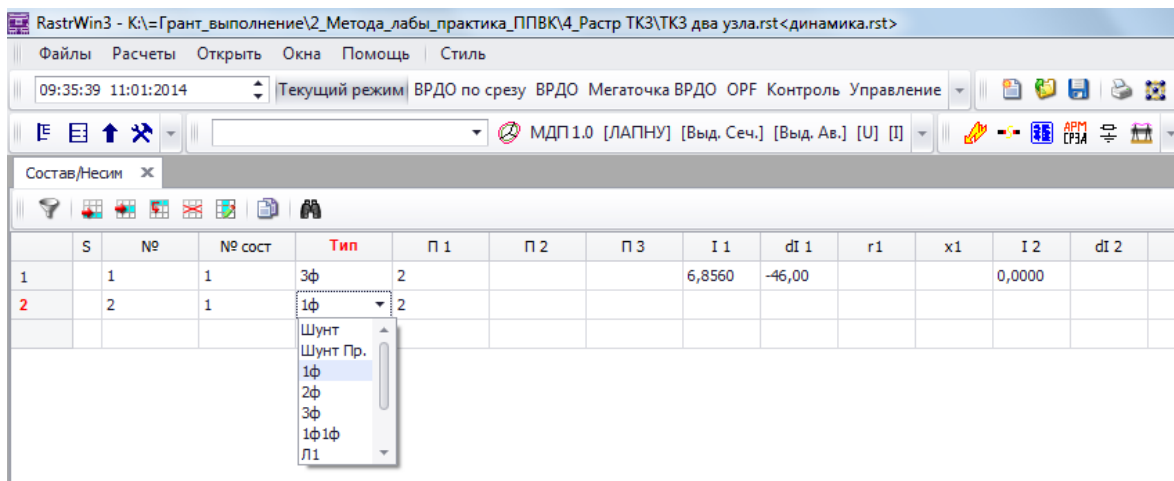 RastrWin3 - K:\=Грант_выполнение\2_Метода_лабы_практика_ППВК\4_Растр ТКЗ\ТКЗ два узла.rst<динамика.rst>
Файлы Расчеты Открыть Окна Помощь Стиль
09:35:39 11:01:2014 Текущий режим ВРДО по срезу ВРДО Мегаточка ВРДО OPF Контроль Управление
МДП 1.0 [ЛАПНУ] [Выд. Сеч.] [Выд. Ав.] [U] [I] АРМ СРЗА
Состав/Несим
S № № сост Тип П 1 П 2 П 3 I 1 dI 1 r1 x1 I 2 dI 2
1 1 1 3ф 2 6,8560 -46,00 0,0000
2 2 1 1ф 2
Шунт
Шунт Пр.
1ф
2ф
3ф
1ф1ф
Л1